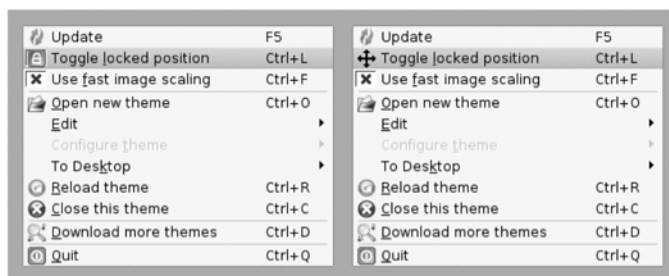 Update F5
Toggle locked position Ctrl+L
Use fast image scaling Ctrl+F
Open new theme Ctrl+O
Edit
Configure theme
To Desktop
Reload theme Ctrl+R
Close this theme Ctrl+C
Download more themes Ctrl+D
Quit Ctrl+Q
Update F5
Toggle locked position Ctrl+L
Use fast image scaling Ctrl+F
Open new theme Ctrl+O
Edit
Configure theme
To Desktop
Reload theme Ctrl+R
Close this theme Ctrl+C
Download more themes Ctrl+D
Quit Ctrl+Q